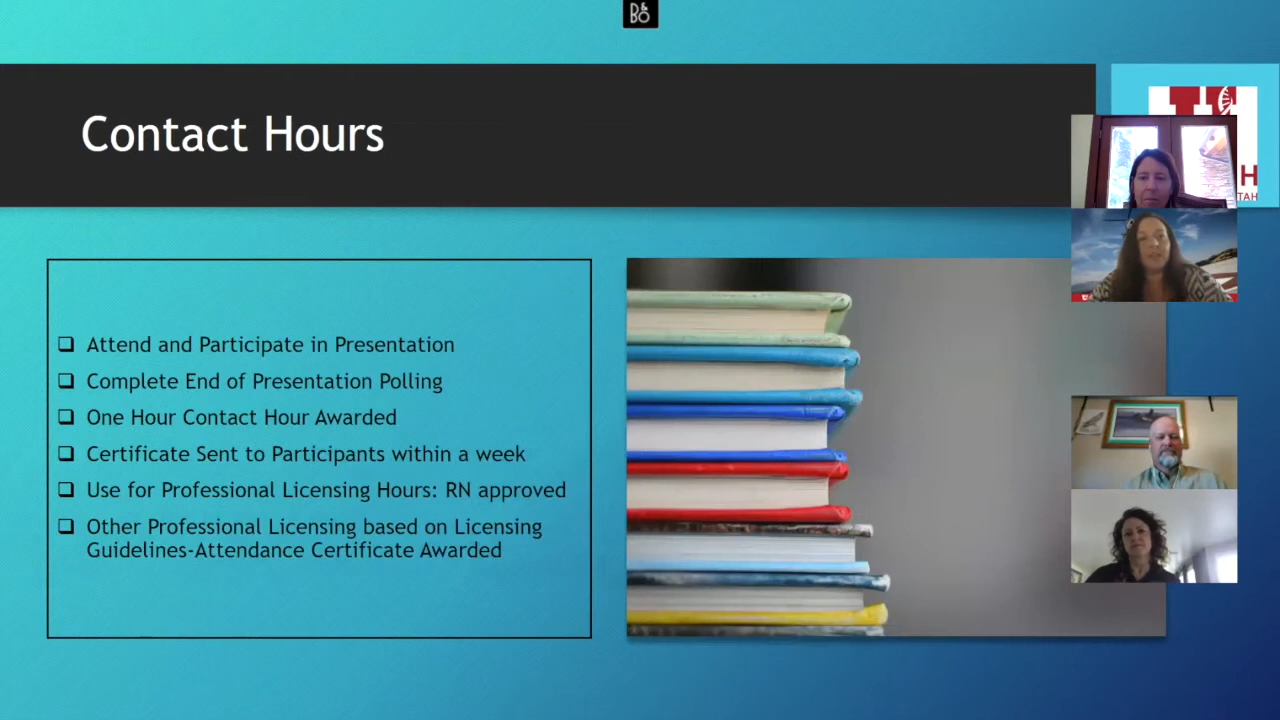 D&
BO
Contact Hours
H
TAH
Attend and Participate in Presentation
Complete End of Presentation Polling
One Hour Contact Hour Awarded
Certificate Sent to Participants within a week
Use for Professional Licensing Hours: RN approved
Other Professional Licensing based on Licensing
Guidelines-Attendance Certificate Awarded